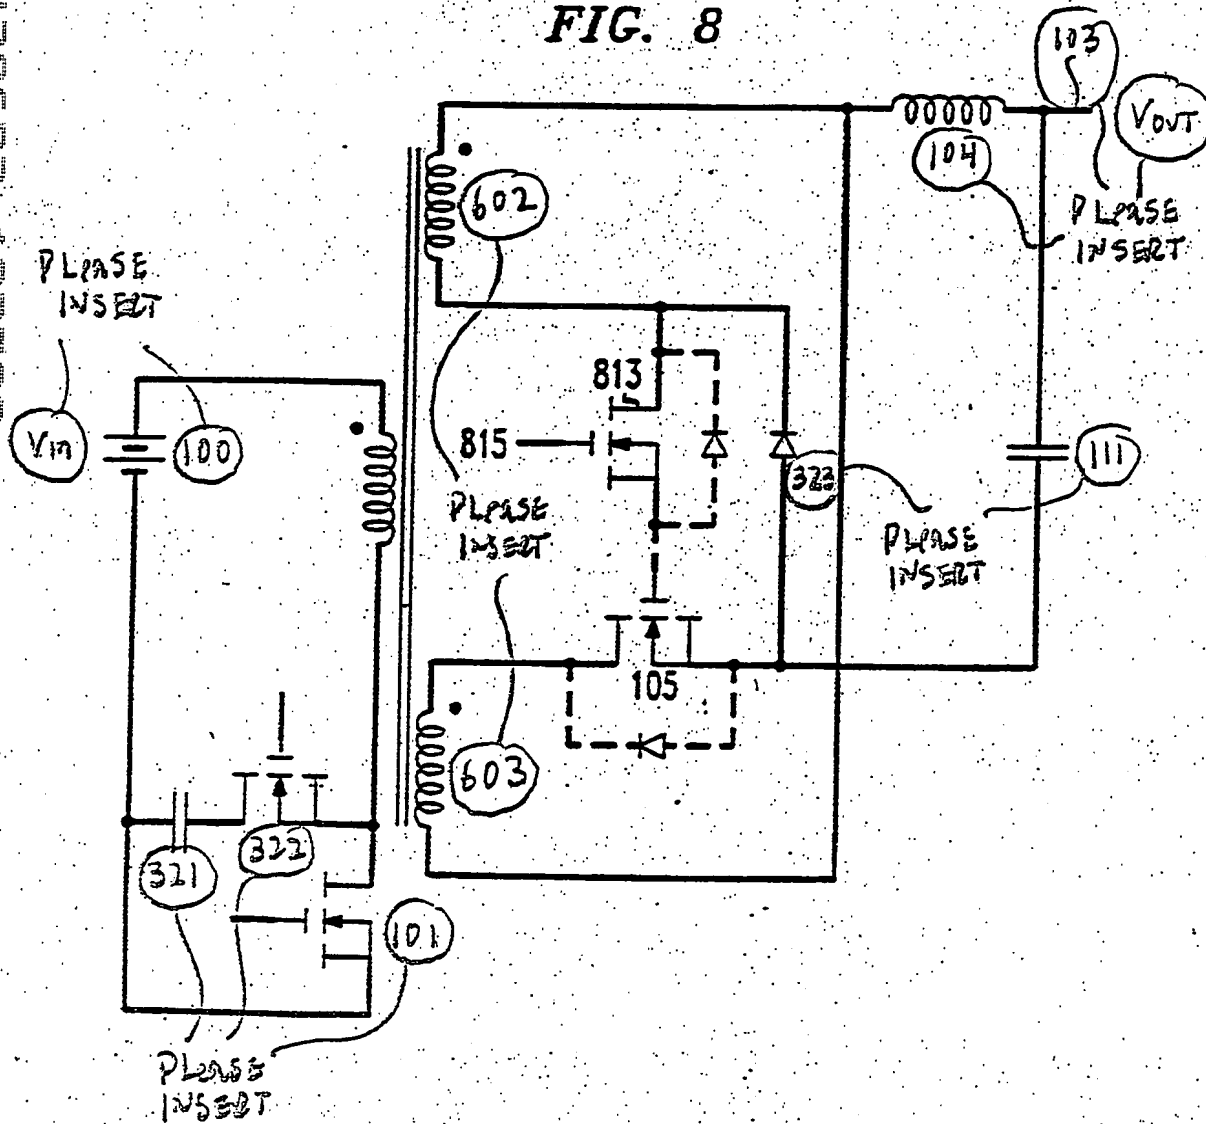 FIG. 8
103
VOUT
104
PLEASE
INSERT
602
PLEASE
INSERT
813
VIN
100
815
323
111
PLEASE
INSERT
PLEASE
INSERT
105
603
322
321
101
PLEASE
INSERT